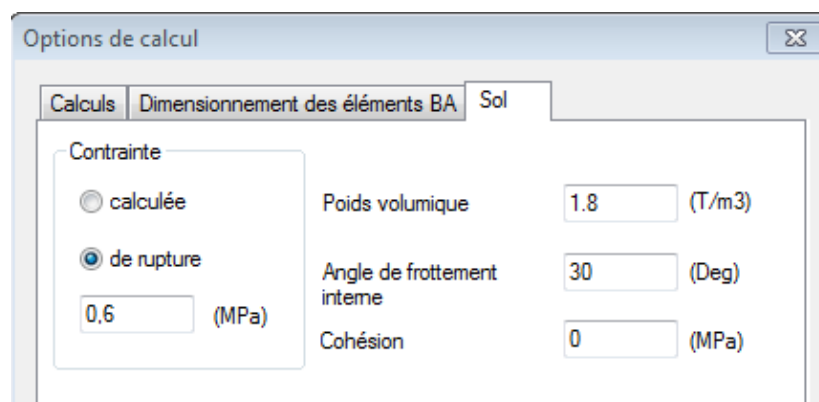 Options de calcul
Calculs Dimensionnement des éléments BA Sol
Contrainte
calculée
Poids volumique 1.8 (T/m3)
de rupture
Angle de frottement interne 30 (Deg)
0,6 (MPa)
Cohésion 0 (MPa)